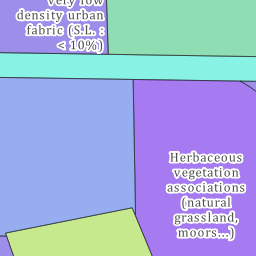 very low
density urban
fabric (S.L. :
< 10%)
Herbaceous
vegetation
associations
(natural
grassland,
moors...)